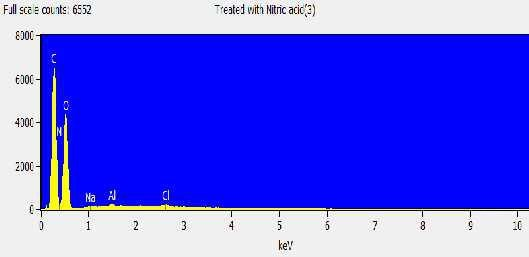 Full scale counts: 6552
Treated with Nitric acid(3)
8000
6000
4000
2000
0
C
N
O
Na
Al
Cl
0 1 2 3 4 5 6 7 8 9 10
keV